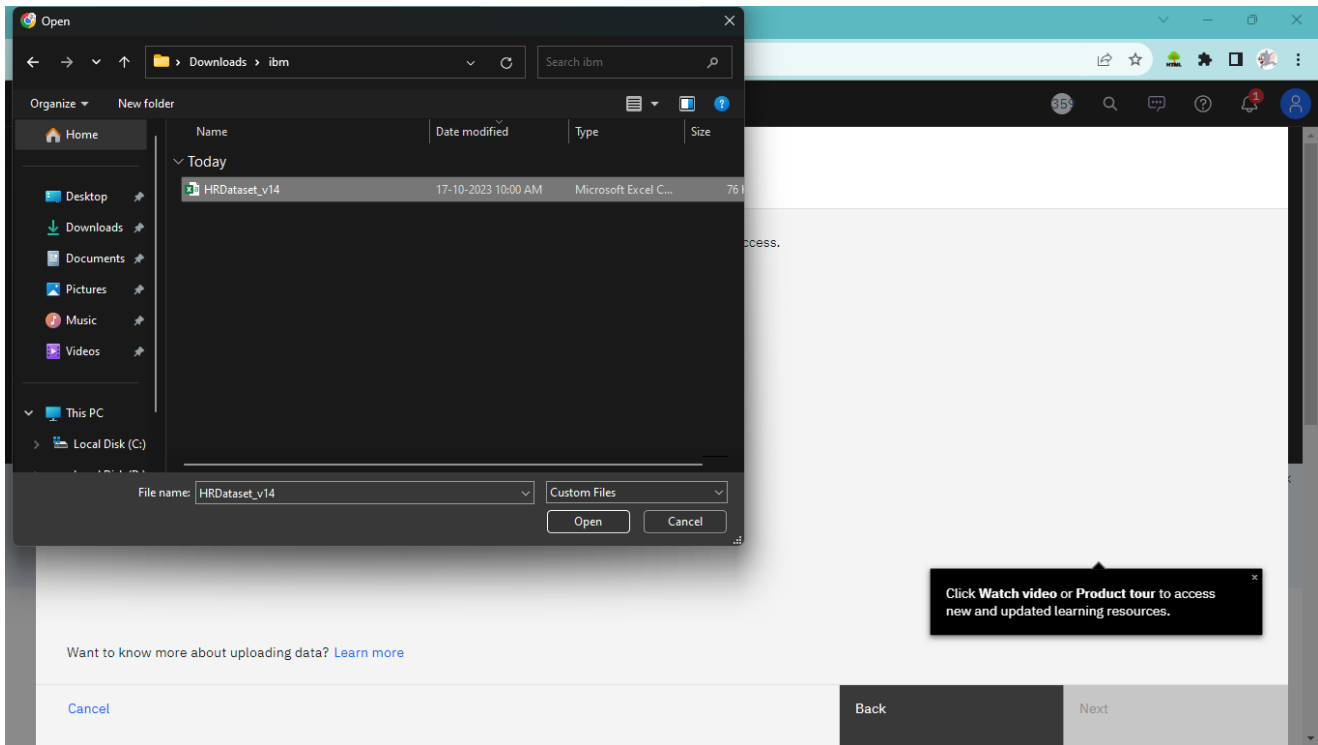 Open
Downloads > ibm
Search ibm
Organize
New folder
359
1
Home
Name
Date modified
Type
Size
Today
HRDataset_v14
17-10-2023 10:00 AM
Microsoft Excel C...
76
Desktop
Downloads
Documents
Pictures
Music
Videos
This PC
Local Disk (C:)
ccess.
File name:
HRDataset_v14
Custom Files
Open
Cancel
Click Watch video or Product tour to access
new and updated learning resources.
Want to know more about uploading data? Learn more
Cancel
Back
Next